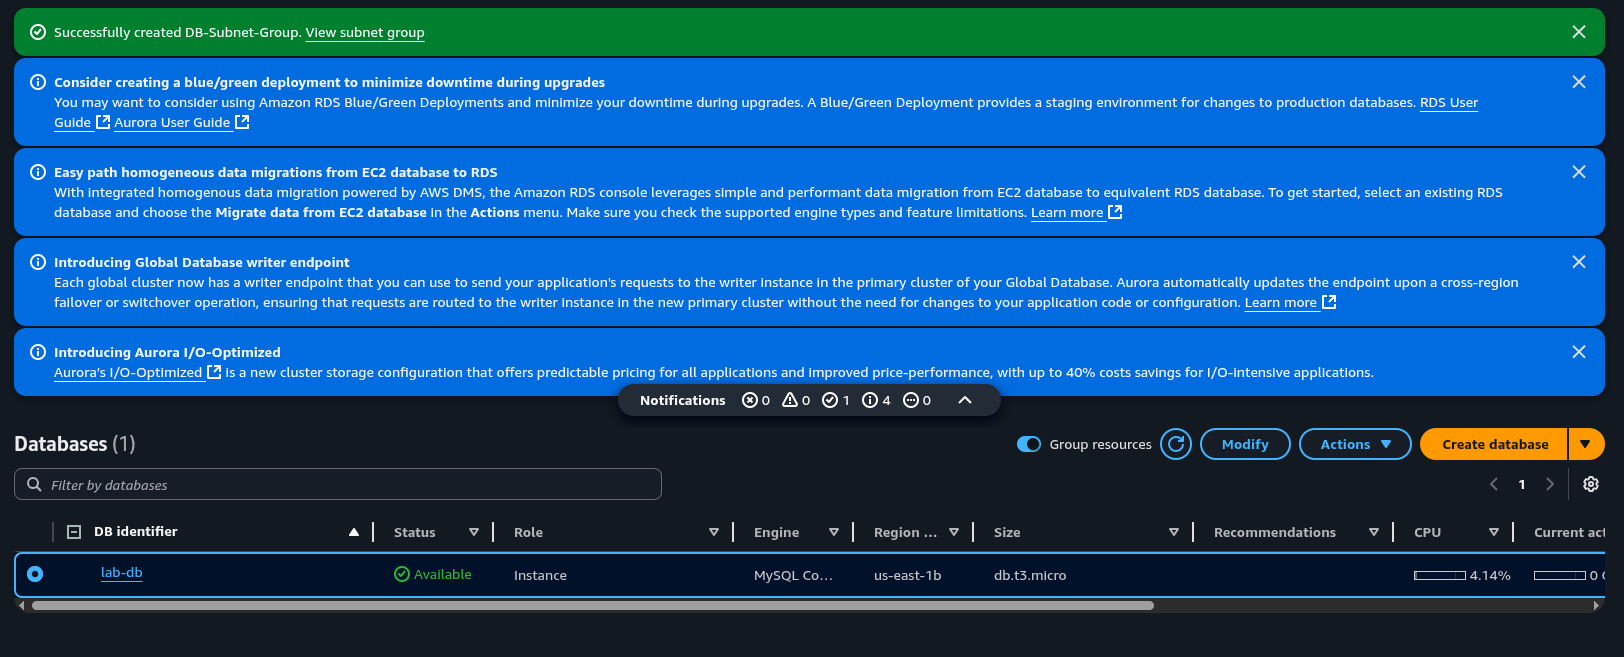 Successfully created DB-Subnet-Group. View subnet group
Consider creating a blue/green deployment to minimize downtime during upgrades
You may want to consider using Amazon RDS Blue/Green Deployments and minimize your downtime during upgrades. A Blue/Green Deployment provides a staging environment for changes to production databases. RDS User
Guide Aurora User Guide
Easy path homogeneous data migrations from EC2 database to RDS
With integrated homogenous data migration powered by AWS DMS, the Amazon RDS console leverages simple and performant data migration from EC2 database to equivalent RDS database. To get started, select an existing RDS
database and choose the Migrate data from EC2 database in the Actions menu. Make sure you check the supported engine types and feature limitations. Learn more
Introducing Global Database writer endpoint
Each global cluster now has a writer endpoint that you can use to send your application's requests to the writer instance in the primary cluster of your Global Database. Aurora automatically updates the endpoint upon a cross-region
failover or switchover operation, ensuring that requests are routed to the writer instance in the new primary cluster without the need for changes to your application code or configuration. Learn more
Introducing Aurora I/O-Optimized
Aurora's I/O-Optimized is a new cluster storage configuration that offers predictable pricing for all applications and improved price-performance, with up to 40% costs savings for I/O-intensive applications.
Notifications 0 0 1 4 0
Databases (1) Group resources Modify Actions Create database
Filter by databases 1
DB identifier Status Role Engine Region ... Size Recommendations CPU Current act
lab-db Available Instance MySQL Co... us-east-1b db.t3.micro 4.14% 0